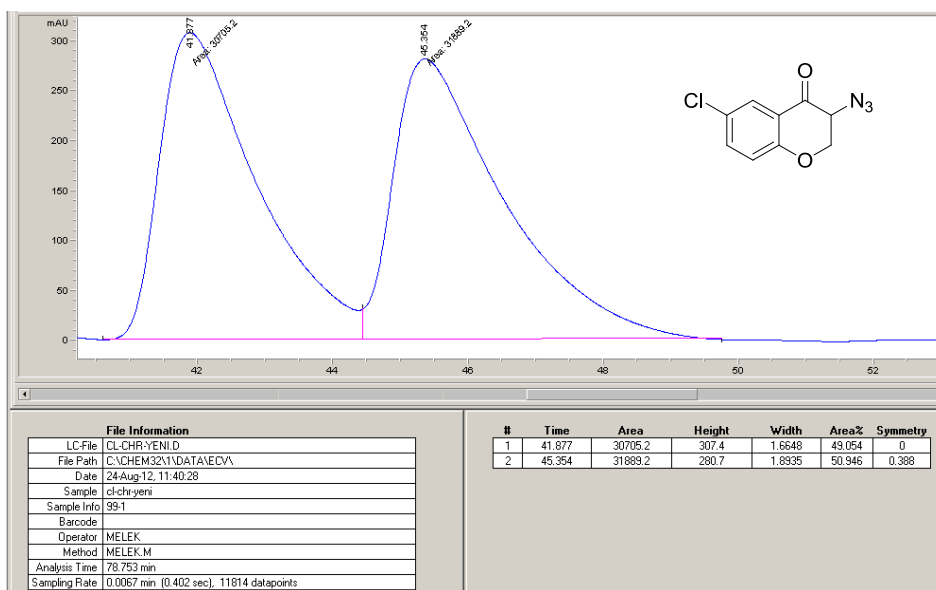 mAU
300
250
200
150
100
50
0
41.877
Area: 30705.2
45.354
Area: 31889.2
42 44 46 48 50 52
O
Cl
N3
O
File Information
LC-File CL-CHR-YENI.D
File Path C:\CHEM32\1\DATA\ECV\
Date 24-Aug-12, 11:40:28
Sample cl-chr-yeni
Sample Info 99-1
Barcode
Operator MELEK
Method MELEK.M
Analysis Time 78.753 min
Sampling Rate 0.0067 min (0.402 sec), 11814 datapoints
# Time Area Height Width Area% Symmetry
1 41.877 30705.2 307.4 1.6648 49.054 0
2 45.354 31889.2 280.7 1.8935 50.946 0.388